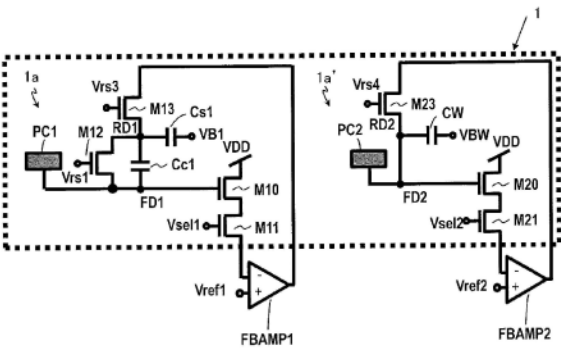 1
1a
1a'
Vrs3
M13
Cs1
RD1
VB1
M12
PC1
Vrs1
Cc1
VDD
M10
FD1
Vsel1
M11
Vref1
-
+
FBAMP1
Vrs4
M23
RD2
CW
VBW
PC2
VDD
M20
FD2
Vsel2
M21
Vref2
-
+
FBAMP2